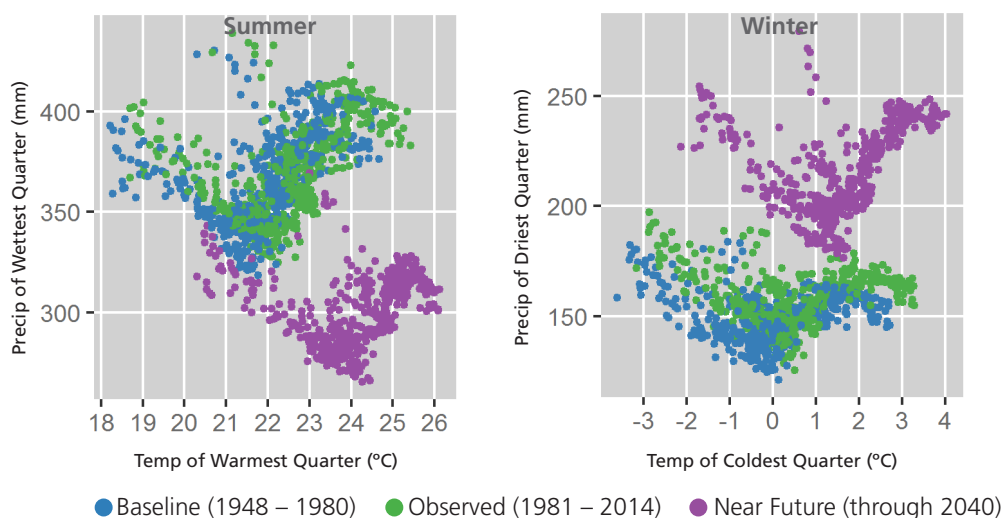 Summer
Precip of Wettest Quarter (mm)
400
350
300
18 19 20 21 22 23 24 25 26
Temp of Warmest Quarter (ºC)
Winter
Precip of Driest Quarter (mm)
250
200
150
-3 -2 -1 0 1 2 3 4
Temp of Coldest Quarter (ºC)
Baseline (1948 – 1980) Observed (1981 – 2014) Near Future (through 2040)